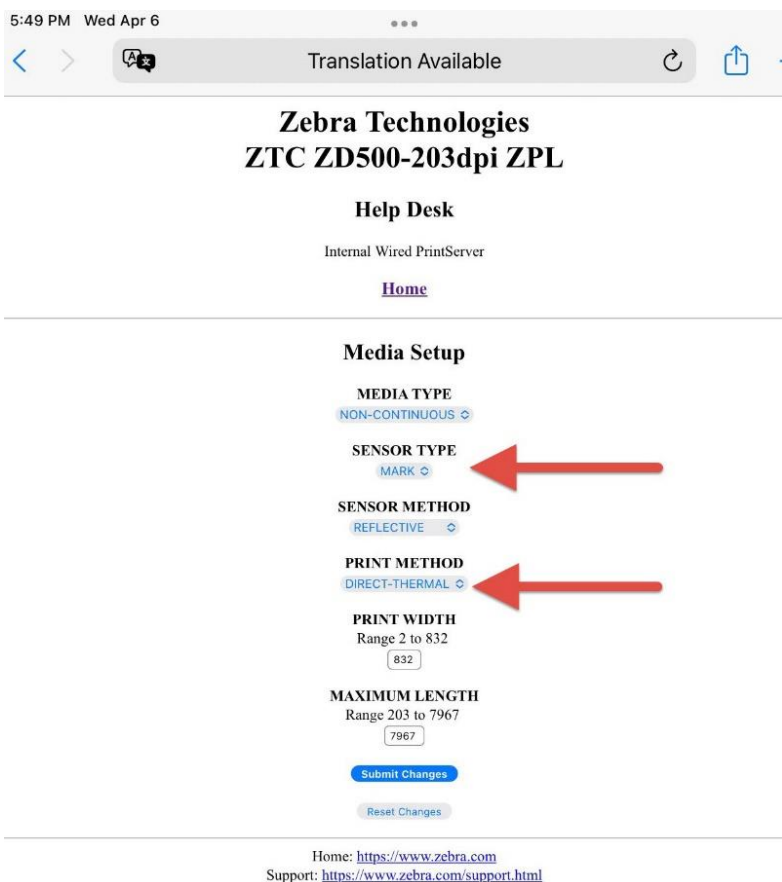 5:49 PM Wed Apr 6
Translation Available
Zebra Technologies
ZTC ZD500-203dpi ZPL
Help Desk
Internal Wired PrintServer
Home
Media Setup
MEDIA TYPE
NON-CONTINUOUS
SENSOR TYPE
MARK
SENSOR METHOD
REFLECTIVE
PRINT METHOD
DIRECT-THERMAL
PRINT WIDTH
Range 2 to 832
832
MAXIMUM LENGTH
Range 203 to 7967
7967
Submit Changes
Reset Changes
Home: https://www.zebra.com
Support: https://www.zebra.com/support.html